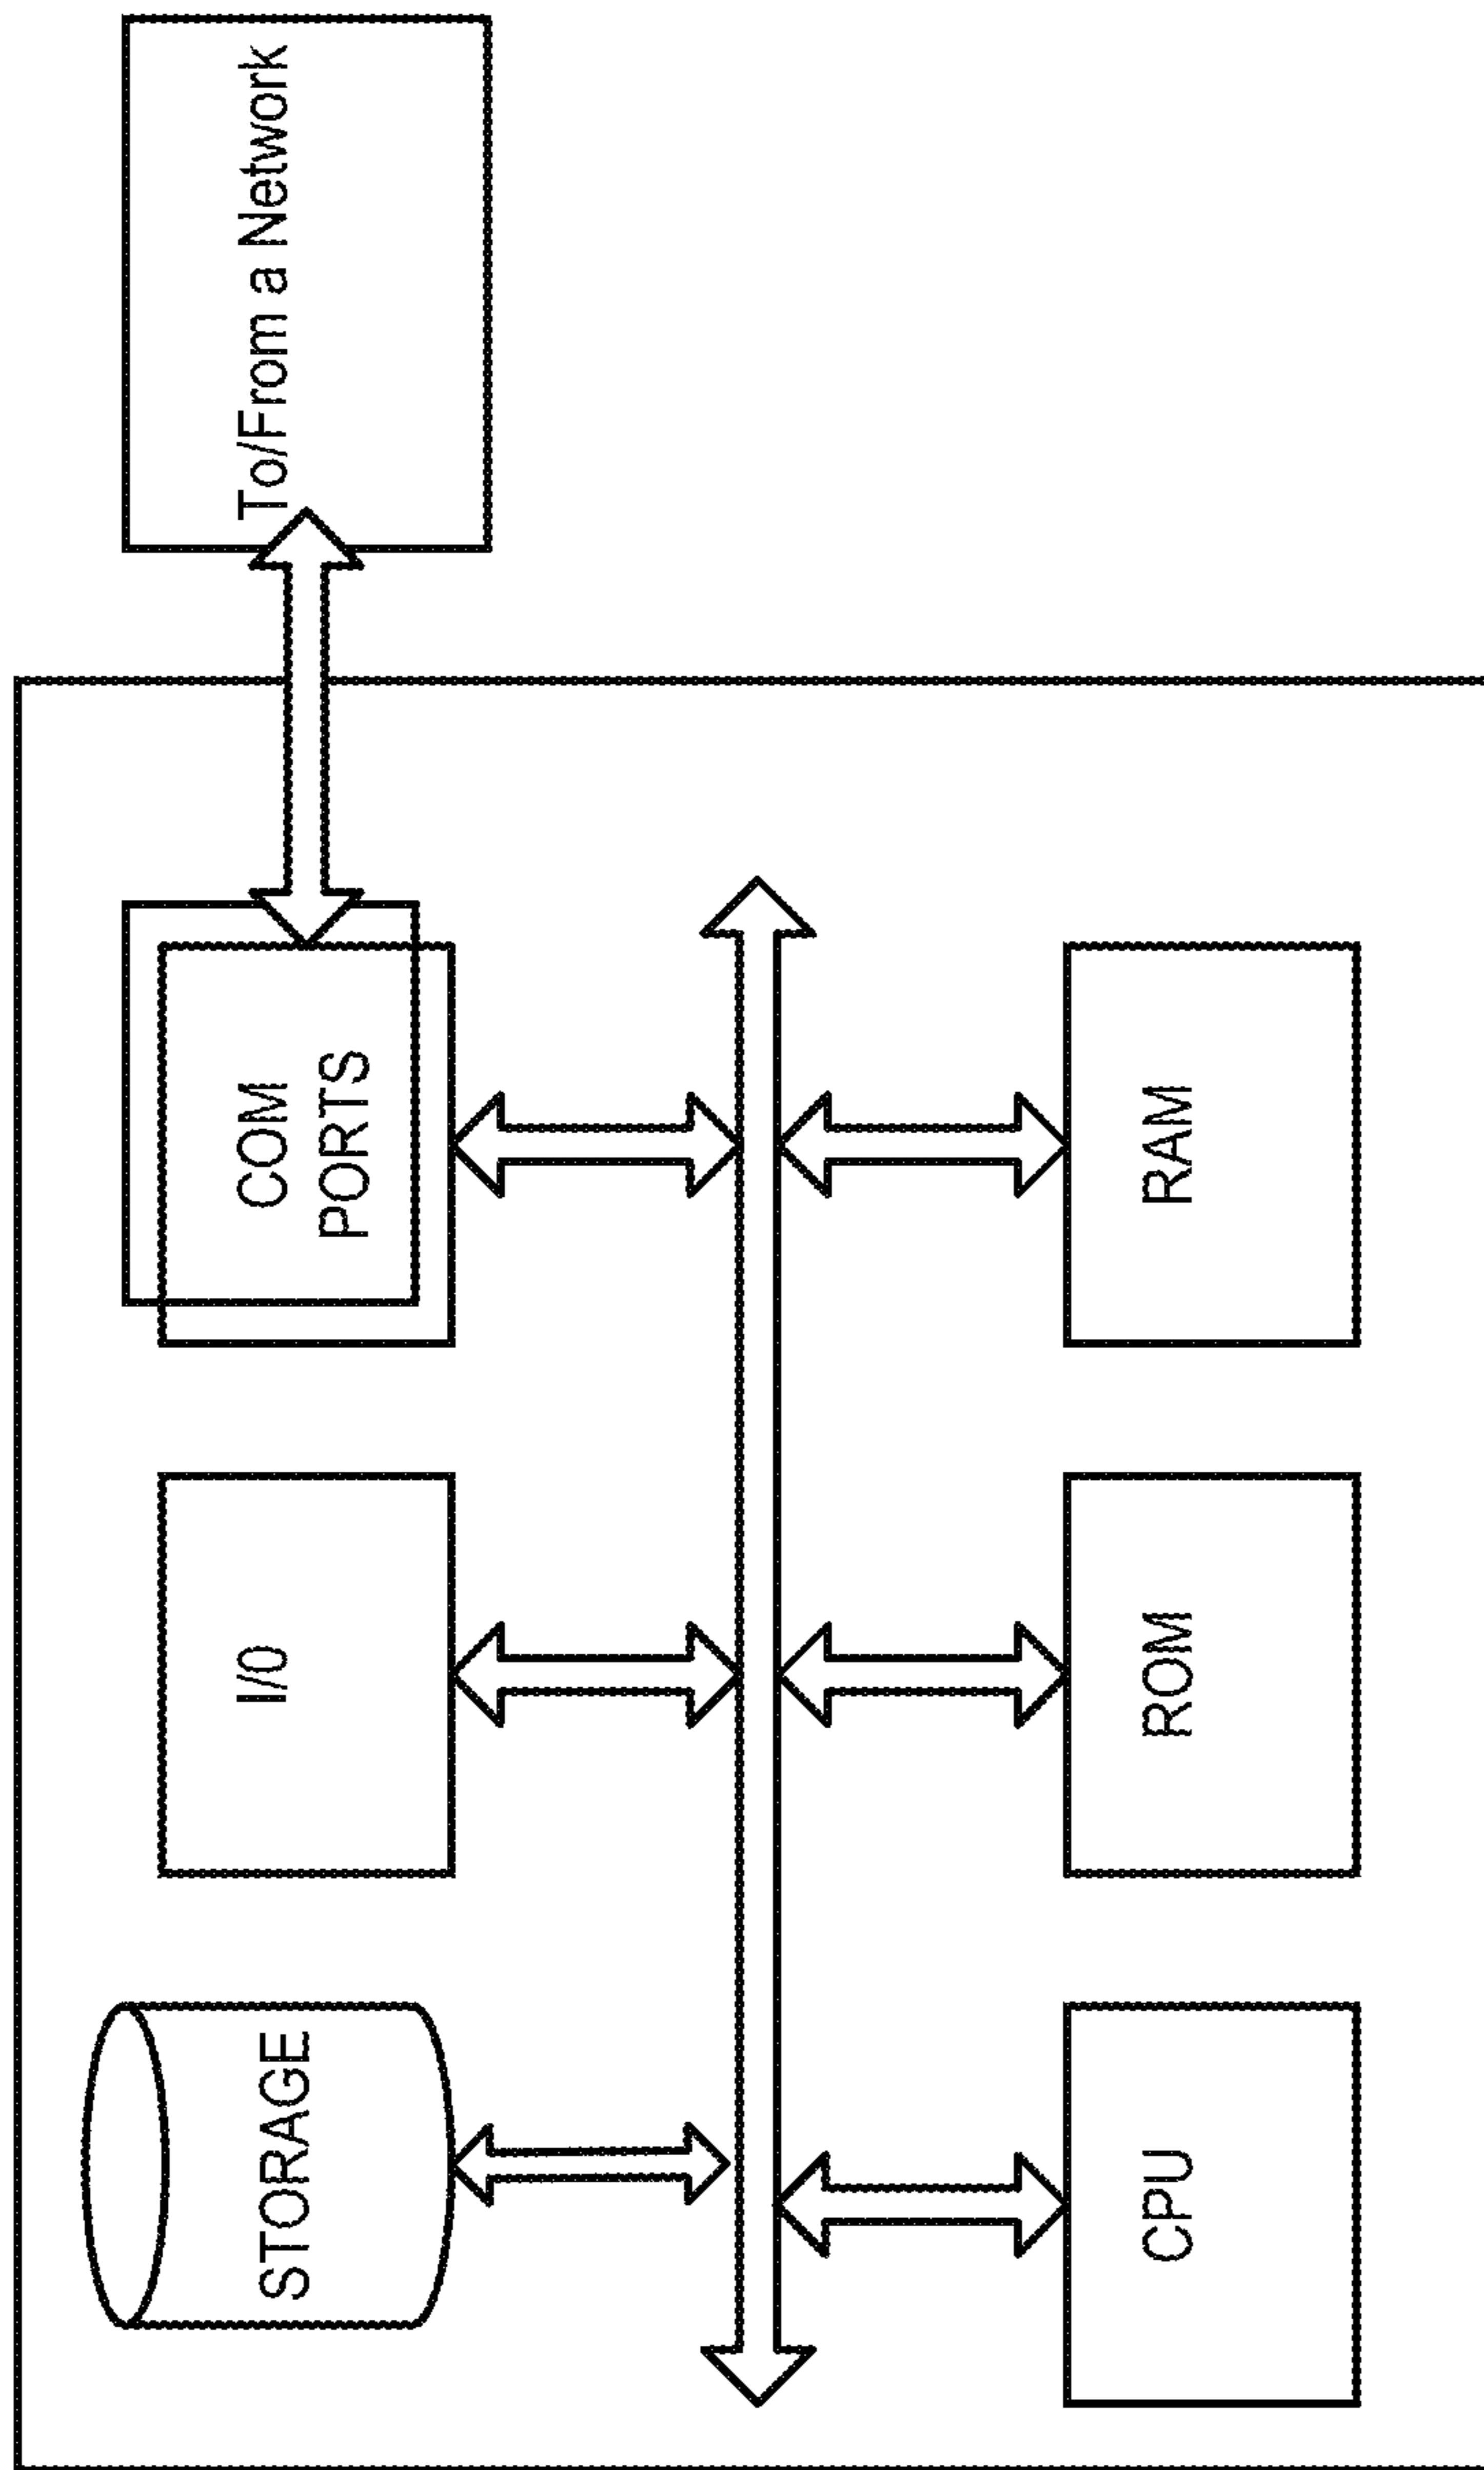 STORAGE
I/0
COM
PORTS
To/From a Network
CPU
ROM
RAM